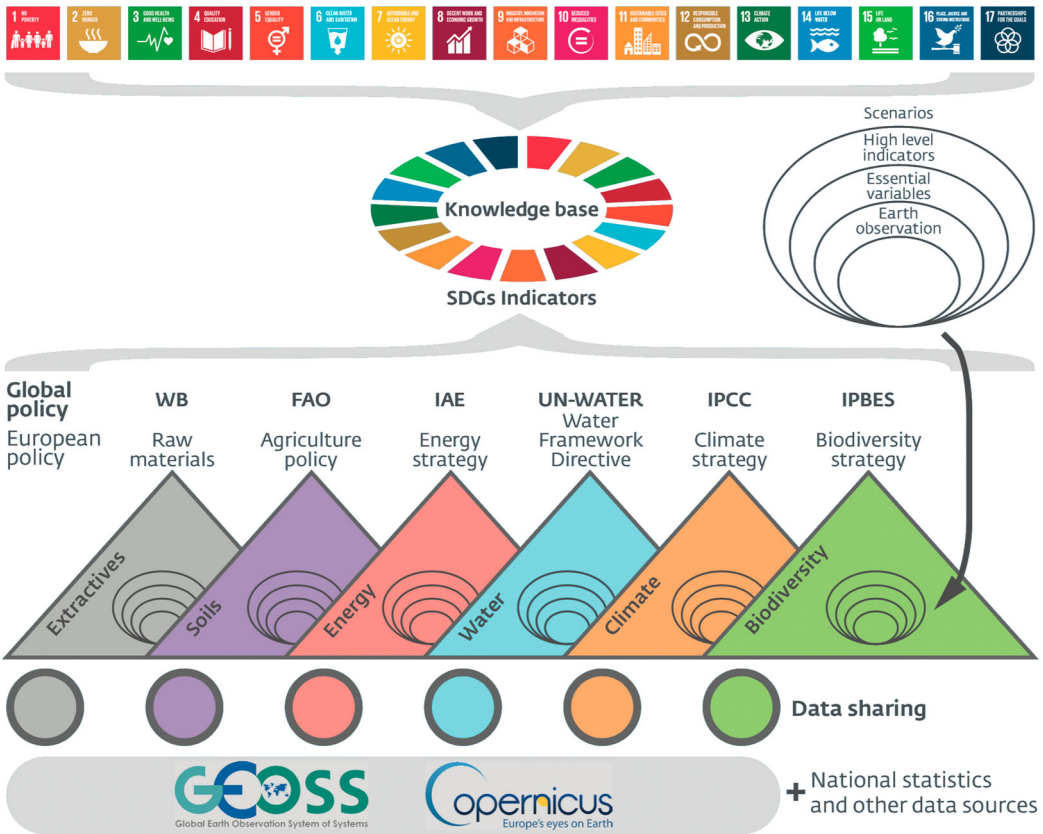 1 NO POVERTY
2 ZERO HUNGER
3 GOOD HEALTH AND WELL-BEING
4 QUALITY EDUCATION
5 GENDER EQUALITY
6 CLEAN WATER AND SANITATION
7 AFFORDABLE AND CLEAN ENERGY
8 DECENT WORK AND ECONOMIC GROWTH
9 INDUSTRY, INNOVATION AND INFRASTRUCTURE
10 REDUCED INEQUALITIES
11 SUSTAINABLE CITIES AND COMMUNITIES
12 RESPONSIBLE CONSUMPTION AND PRODUCTION
13 CLIMATE ACTION
14 LIFE BELOW WATER
15 LIFE ON LAND
16 PEACE, JUSTICE AND STRONG INSTITUTIONS
17 PARTNERSHIPS FOR THE GOALS
Scenarios
High level
indicators
Essential
variables
Earth
observation
Knowledge base
SDGs Indicators
Global
policy
WB
FAO
IAE
UN-WATER
IPCC
IPBES
European
policy
Raw
materials
Agriculture
policy
Energy
strategy
Water
Framework
Directive
Climate
strategy
Biodiversity
strategy
Extractives
Soils
Energy
Water
Climate
Biodiversity
Data sharing
GEOSS
Global Earth Observation System of Systems
Copernicus
Europe's eyes on Earth
+ National statistics
and other data sources